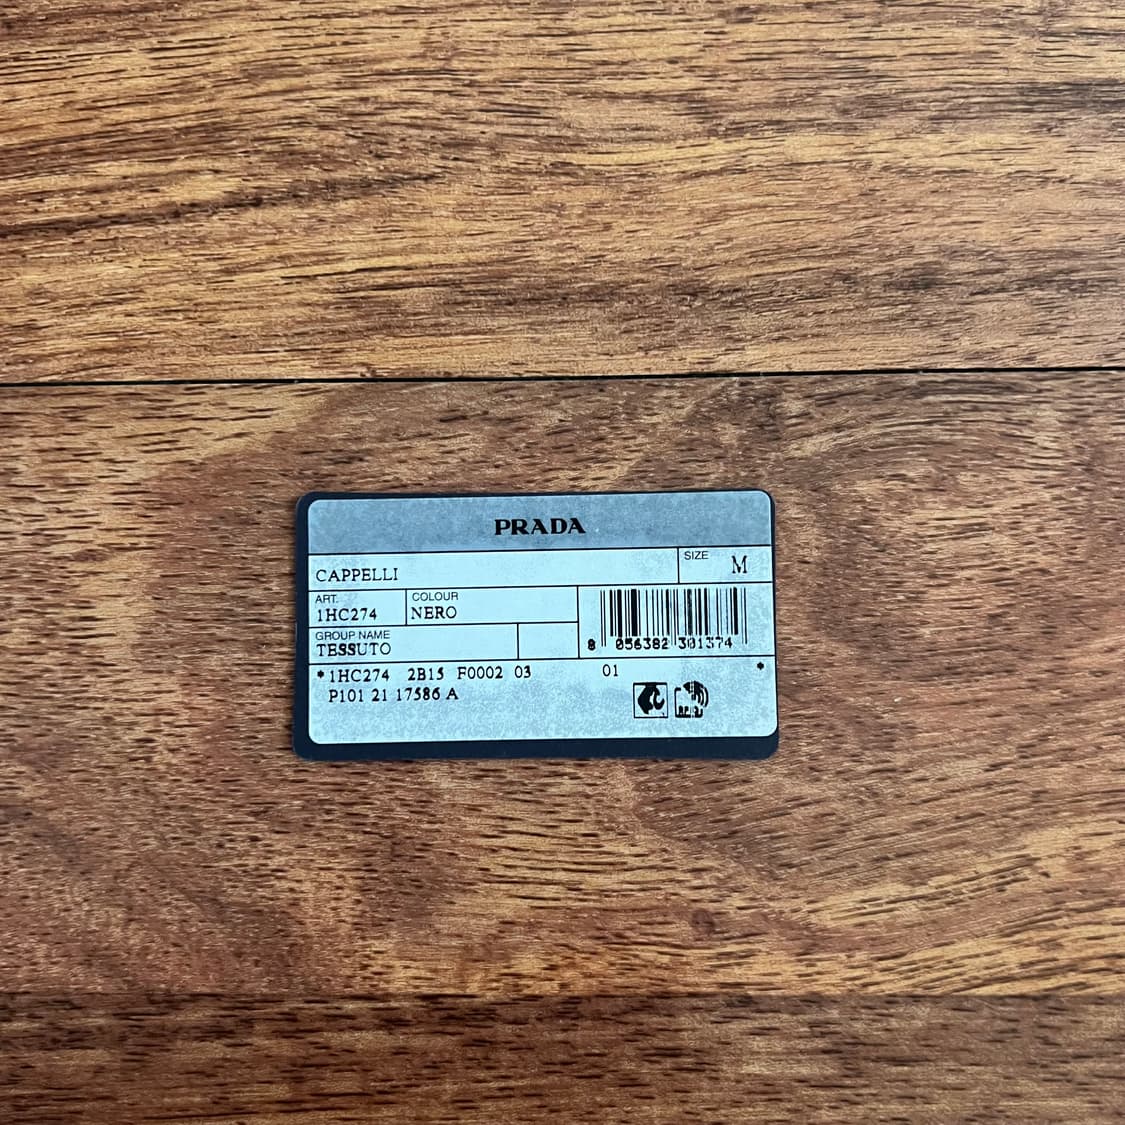 PRADA
CAPPELLI
SIZE M
ART.
1HC274
COLOUR
NERO
8 056382 301374
GROUP NAME
TESSUTO
*1HC274 2B15 F0002 03 01 *
P101 21 17586 A